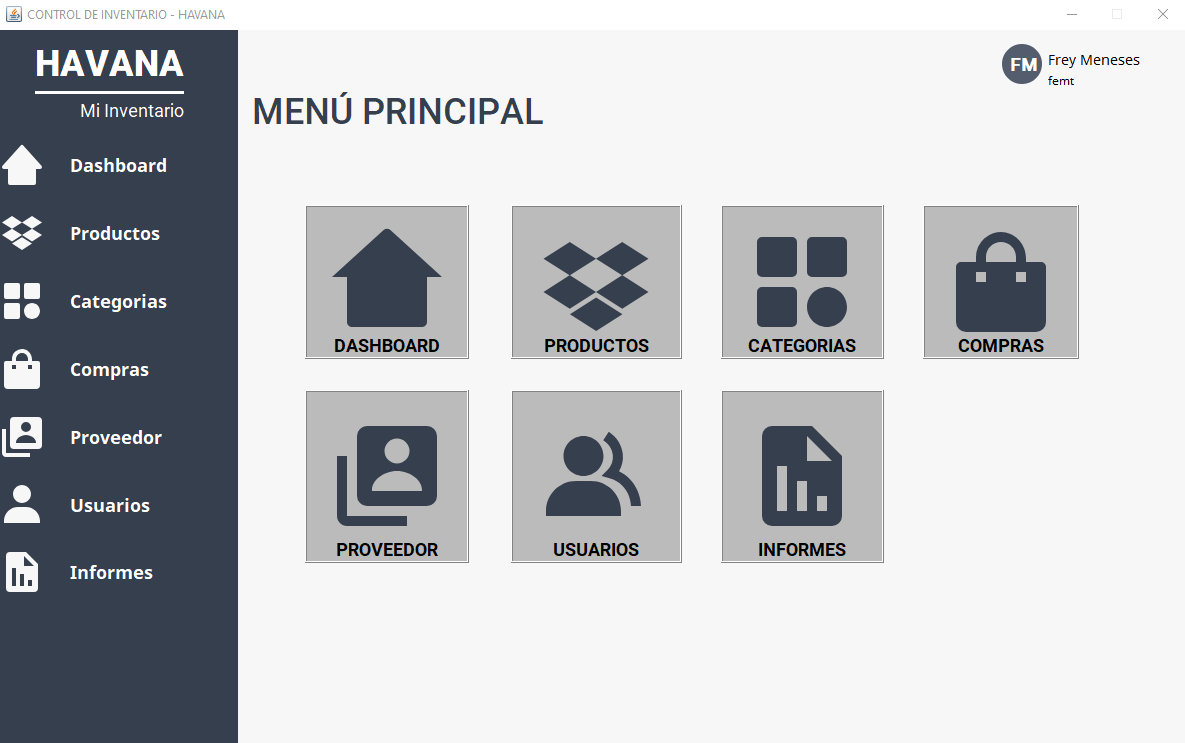 CONTROL DE INVENTARIO - HAVANA
HAVANA
Mi Inventario
Dashboard
Productos
Categorias
Compras
Proveedor
Usuarios
Informes
FM
Frey Meneses
femt
MENÚ PRINCIPAL
DASHBOARD
PRODUCTOS
CATEGORIAS
COMPRAS
PROVEEDOR
USUARIOS
INFORMES